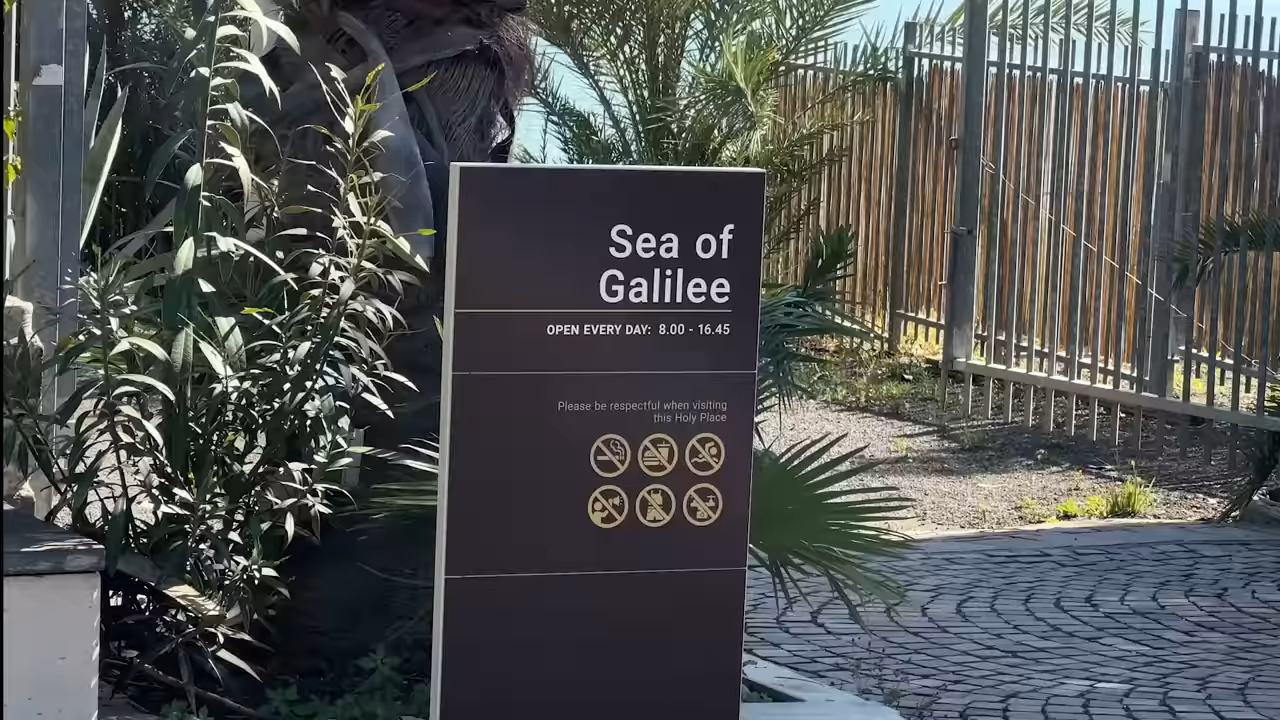 Sea of
Galilee
OPEN EVERY DAY: 8.00 - 16.45
Please be respectful when visiting
this Holy Place